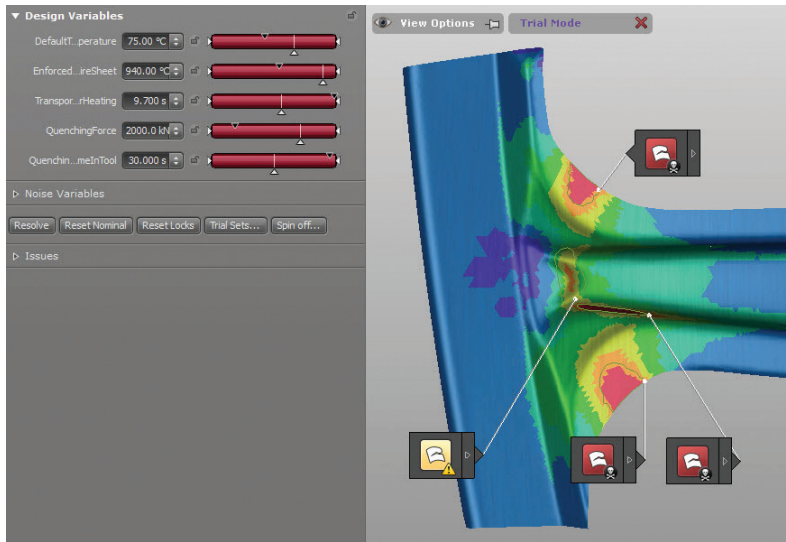 Design Variables
DefaultT...perature 75.00 °C
Enforced...ireSheet 940.00 °C
Transpor...rHeating 9.700 s
QuenchingForce 2000.0 kN
Quenchin...meInTool 30.000 s
Noise Variables
Resolve Reset Nominal Reset Locks Trial Sets... Spin off...
Issues
View Options Trial Mode